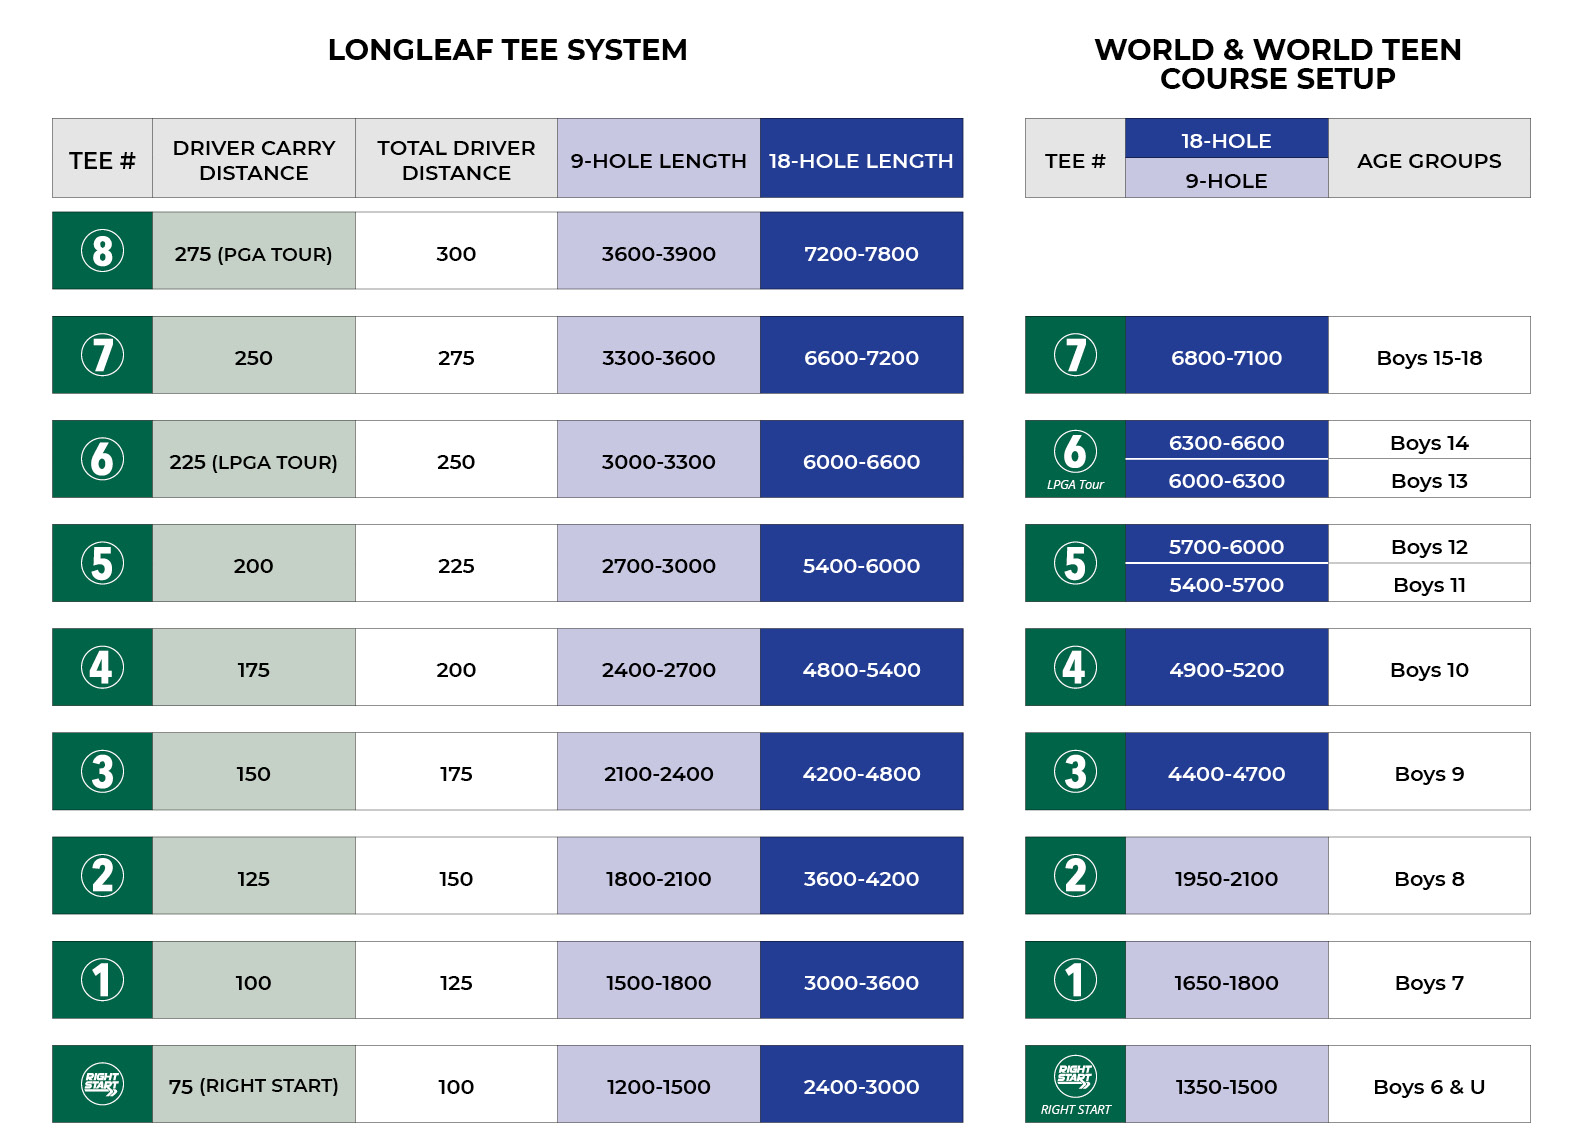 LONGLEAF TEE SYSTEM
WORLD & WORLD TEEN
COURSE SETUP
TEE #
DRIVER CARRY
DISTANCE
TOTAL DRIVER
DISTANCE
9-HOLE LENGTH
18-HOLE LENGTH
TEE #
18-HOLE
9-HOLE
AGE GROUPS
8
275 (PGA TOUR)
300
3600-3900
7200-7800
7
250
275
3300-3600
6600-7200
7
6800-7100
Boys 15-18
6
225 (LPGA TOUR)
250
3000-3300
6000-6600
6
LPGA Tour
6300-6600
Boys 14
6000-6300
Boys 13
5
200
225
2700-3000
5400-6000
5
5700-6000
Boys 12
5400-5700
Boys 11
4
175
200
2400-2700
4800-5400
4
4900-5200
Boys 10
3
150
175
2100-2400
4200-4800
3
4400-4700
Boys 9
2
125
150
1800-2100
3600-4200
2
1950-2100
Boys 8
1
100
125
1500-1800
3000-3600
1
1650-1800
Boys 7
RIGHT
START
75 (RIGHT START)
100
1200-1500
2400-3000
RIGHT
START
RIGHT START
1350-1500
Boys 6 & U